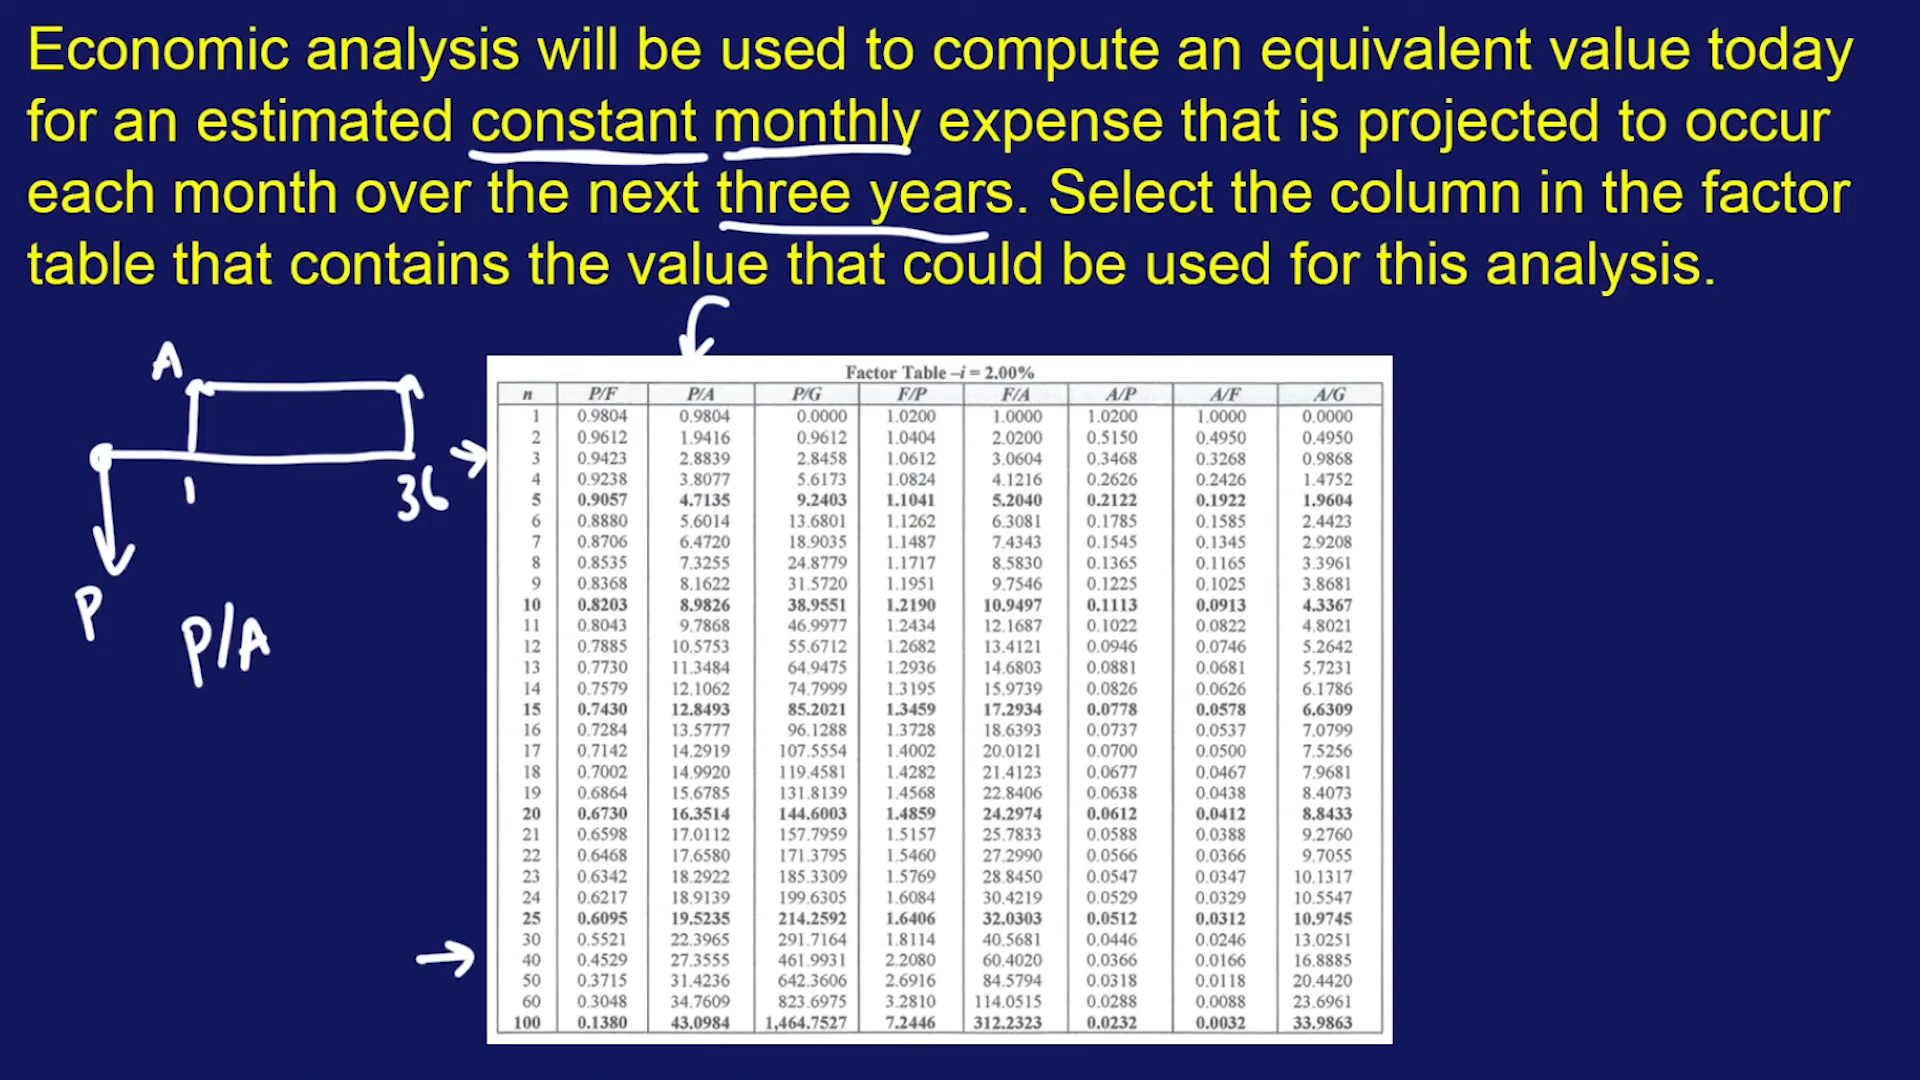 Economic analysis will be used to compute an equivalent value today
for an estimated constant monthly expense that is projected to occur
each month over the next three years. Select the column in the factor
table that contains the value that could be used for this analysis.
A
1
36
P
P/A
Factor Table – i = 2.00%
n P/F P/A P/G F/P F/A A/P A/F A/G
1 0.9804 0.9804 0.0000 1.0200 1.0000 1.0200 1.0000 0.0000
2 0.9612 1.9416 0.9612 1.0404 2.0200 0.5150 0.4950 0.4950
3 0.9423 2.8839 2.8458 1.0612 3.0604 0.3468 0.3268 0.9868
4 0.9238 3.8077 5.6173 1.0824 4.1216 0.2626 0.2426 1.4752
5 0.9057 4.7135 9.2403 1.1041 5.2040 0.2122 0.1922 1.9604
6 0.8880 5.6014 13.6801 1.1262 6.3081 0.1785 0.1585 2.4423
7 0.8706 6.4720 18.9035 1.1487 7.4343 0.1545 0.1345 2.9208
8 0.8535 7.3255 24.8779 1.1717 8.5830 0.1365 0.1165 3.3961
9 0.8368 8.1622 31.5720 1.1951 9.7546 0.1225 0.1025 3.8681
10 0.8203 8.9826 38.9551 1.2190 10.9497 0.1113 0.0913 4.3367
11 0.8043 9.7868 46.9977 1.2434 12.1687 0.1022 0.0822 4.8021
12 0.7885 10.5753 55.6712 1.2682 13.4121 0.0946 0.0746 5.2642
13 0.7730 11.3484 64.9475 1.2936 14.6803 0.0881 0.0681 5.7231
14 0.7579 12.1062 74.7999 1.3195 15.9739 0.0826 0.0626 6.1786
15 0.7430 12.8493 85.2021 1.3459 17.2934 0.0778 0.0578 6.6309
16 0.7284 13.5777 96.1288 1.3728 18.6393 0.0737 0.0537 7.0799
17 0.7142 14.2919 107.5554 1.4002 20.0121 0.0700 0.0500 7.5256
18 0.7002 14.9920 119.4581 1.4282 21.4123 0.0677 0.0467 7.9681
19 0.6864 15.6785 131.8139 1.4568 22.8406 0.0638 0.0438 8.4073
20 0.6730 16.3514 144.6003 1.4859 24.2974 0.0612 0.0412 8.8433
21 0.6598 17.0112 157.7959 1.5157 25.7833 0.0588 0.0388 9.2760
22 0.6468 17.6580 171.3795 1.5460 27.2990 0.0566 0.0366 9.7055
23 0.6342 18.2922 185.3309 1.5769 28.8450 0.0547 0.0347 10.1317
24 0.6217 18.9139 199.6305 1.6084 30.4219 0.0529 0.0329 10.5547
25 0.6095 19.5235 214.2592 1.6406 32.0303 0.0512 0.0312 10.9745
30 0.5521 22.3965 291.7164 1.8114 40.5681 0.0446 0.0246 13.0251
40 0.4529 27.3555 461.9931 2.2080 60.4020 0.0366 0.0166 16.8885
50 0.3715 31.4236 642.3606 2.6916 84.5794 0.0318 0.0118 20.4420
60 0.3048 34.7609 823.6975 3.2810 114.0515 0.0288 0.0088 23.6961
100 0.1380 43.0984 1,464.7527 7.2446 312.2323 0.0232 0.0032 33.9863